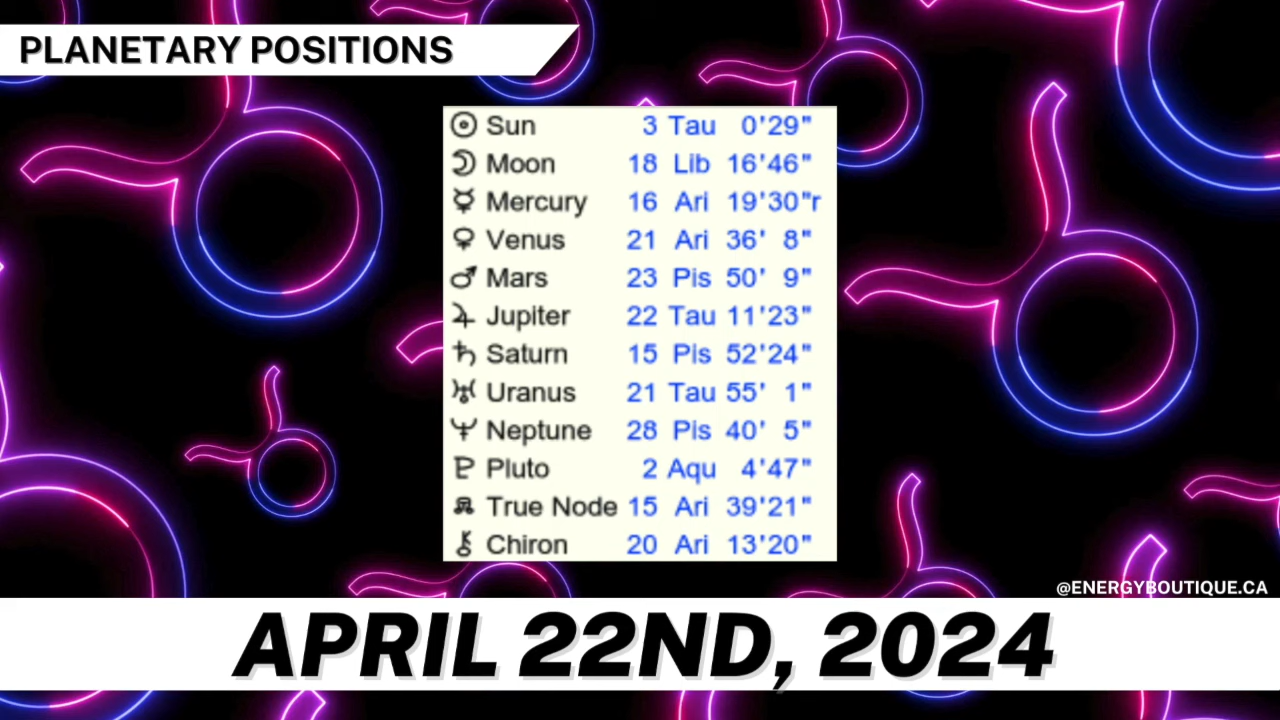 PLANETARY POSITIONS
☉ Sun 3 Tau 0'29"
☽ Moon 18 Lib 16'46"
☿ Mercury 16 Ari 19'30"r
♀ Venus 21 Ari 36' 8"
♂ Mars 23 Pis 50' 9"
♃ Jupiter 22 Tau 11'23"
♄ Saturn 15 Pis 52'24"
♅ Uranus 21 Tau 55' 1"
♆ Neptune 28 Pis 40' 5"
♇ Pluto 2 Aqu 4'47"
☊ True Node 15 Ari 39'21"
⚷ Chiron 20 Ari 13'20"
@ENERGYBOUTIQUE.CA
APRIL 22ND, 2024